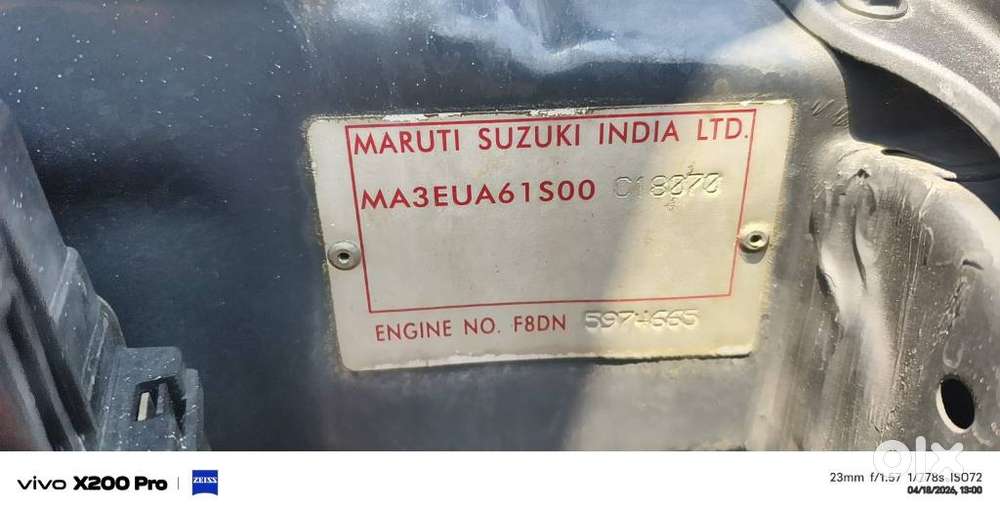 MARUTI SUZUKI INDIA LTD.
MA3EUA61S00 C18070
ENGINE NO. F8DN 5974665
vivo X200 Pro | ZEISS
23mm f/1.57 1/778s ISO72
04/18/2026, 13:00
olx